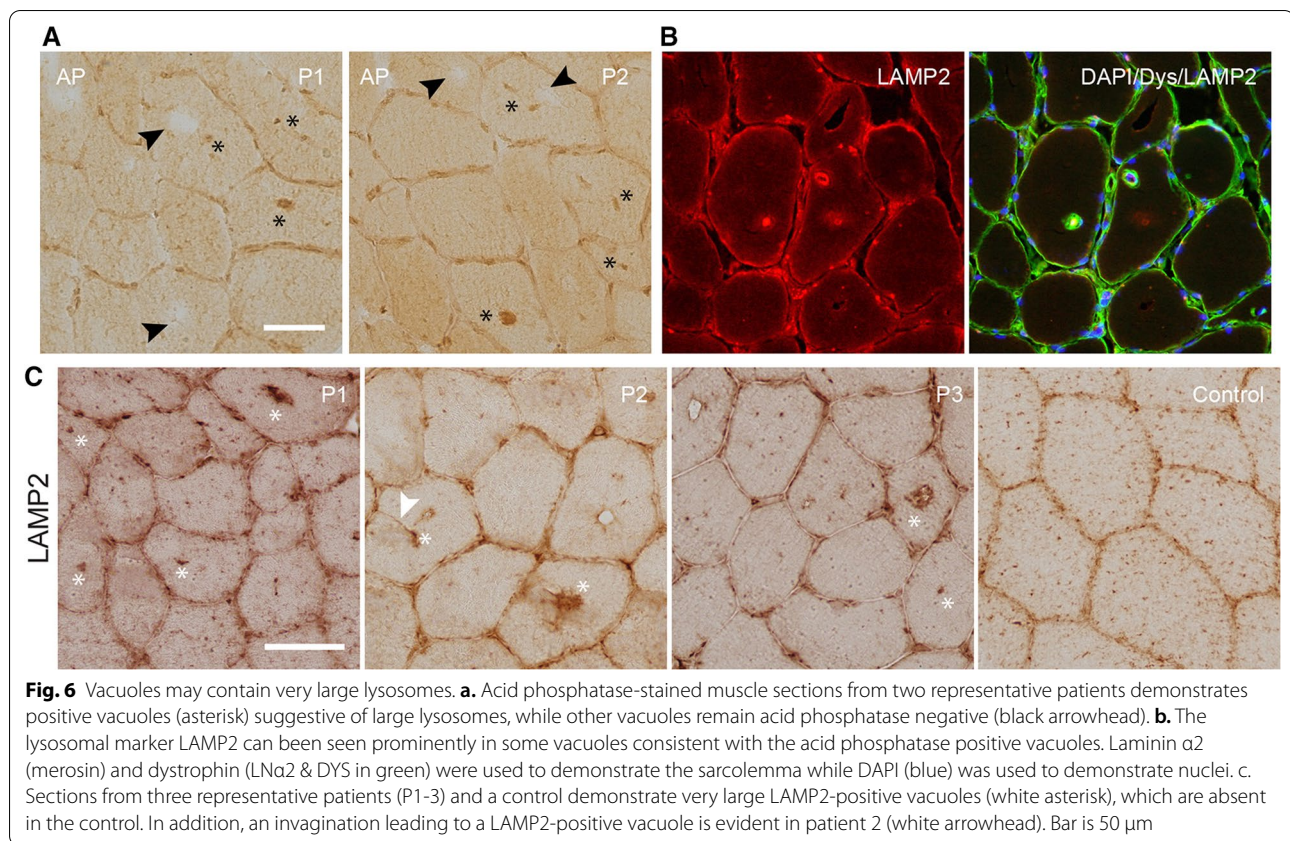 A
B
AP
P1
AP
P2
LAMP2
DAPI/Dys/LAMP2
*
*
*
*
*
*
*
C
P1
P2
P3
Control
LAMP2
*
*
*
*
*
*
*
*
Fig. 6 Vacuoles may contain very large lysosomes. a. Acid phosphatase-stained muscle sections from two representative patients demonstrates
positive vacuoles (asterisk) suggestive of large lysosomes, while other vacuoles remain acid phosphatase negative (black arrowhead). b. The
lysosomal marker LAMP2 can been seen prominently in some vacuoles consistent with the acid phosphatase positive vacuoles. Laminin α2
(merosin) and dystrophin (LNα2 & DYS in green) were used to demonstrate the sarcolemma while DAPI (blue) was used to demonstrate nuclei. c.
Sections from three representative patients (P1-3) and a control demonstrate very large LAMP2-positive vacuoles (white asterisk), which are absent
in the control. In addition, an invagination leading to a LAMP2-positive vacuole is evident in patient 2 (white arrowhead). Bar is 50 μm